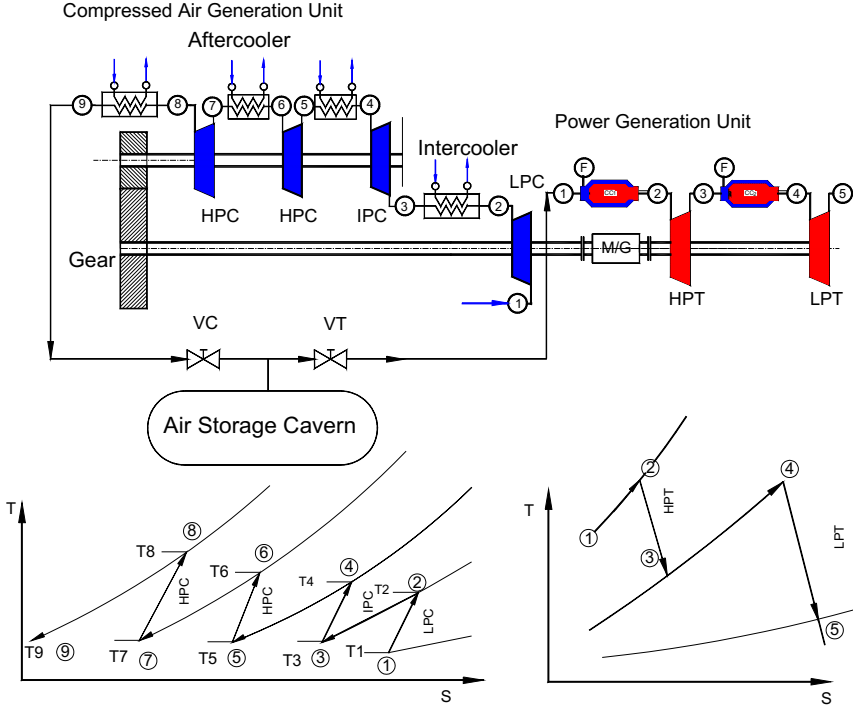 Compressed Air Generation Unit
Aftercooler
9 8 7 6 5 4
Intercooler
Power Generation Unit
F F
LPC
1 2 3 4 5
HPC HPC IPC
3 2
Gear
M/G
HPT LPT
1
VC VT
Air Storage Cavern
T
8
T8
6
T6
4
T4
2
T2
HPC HPC IPC LPC
T9 9 T7 7 T5 5 T3 3 T1 1
S
T
2
4
HPT
LPT
1
3
5
S